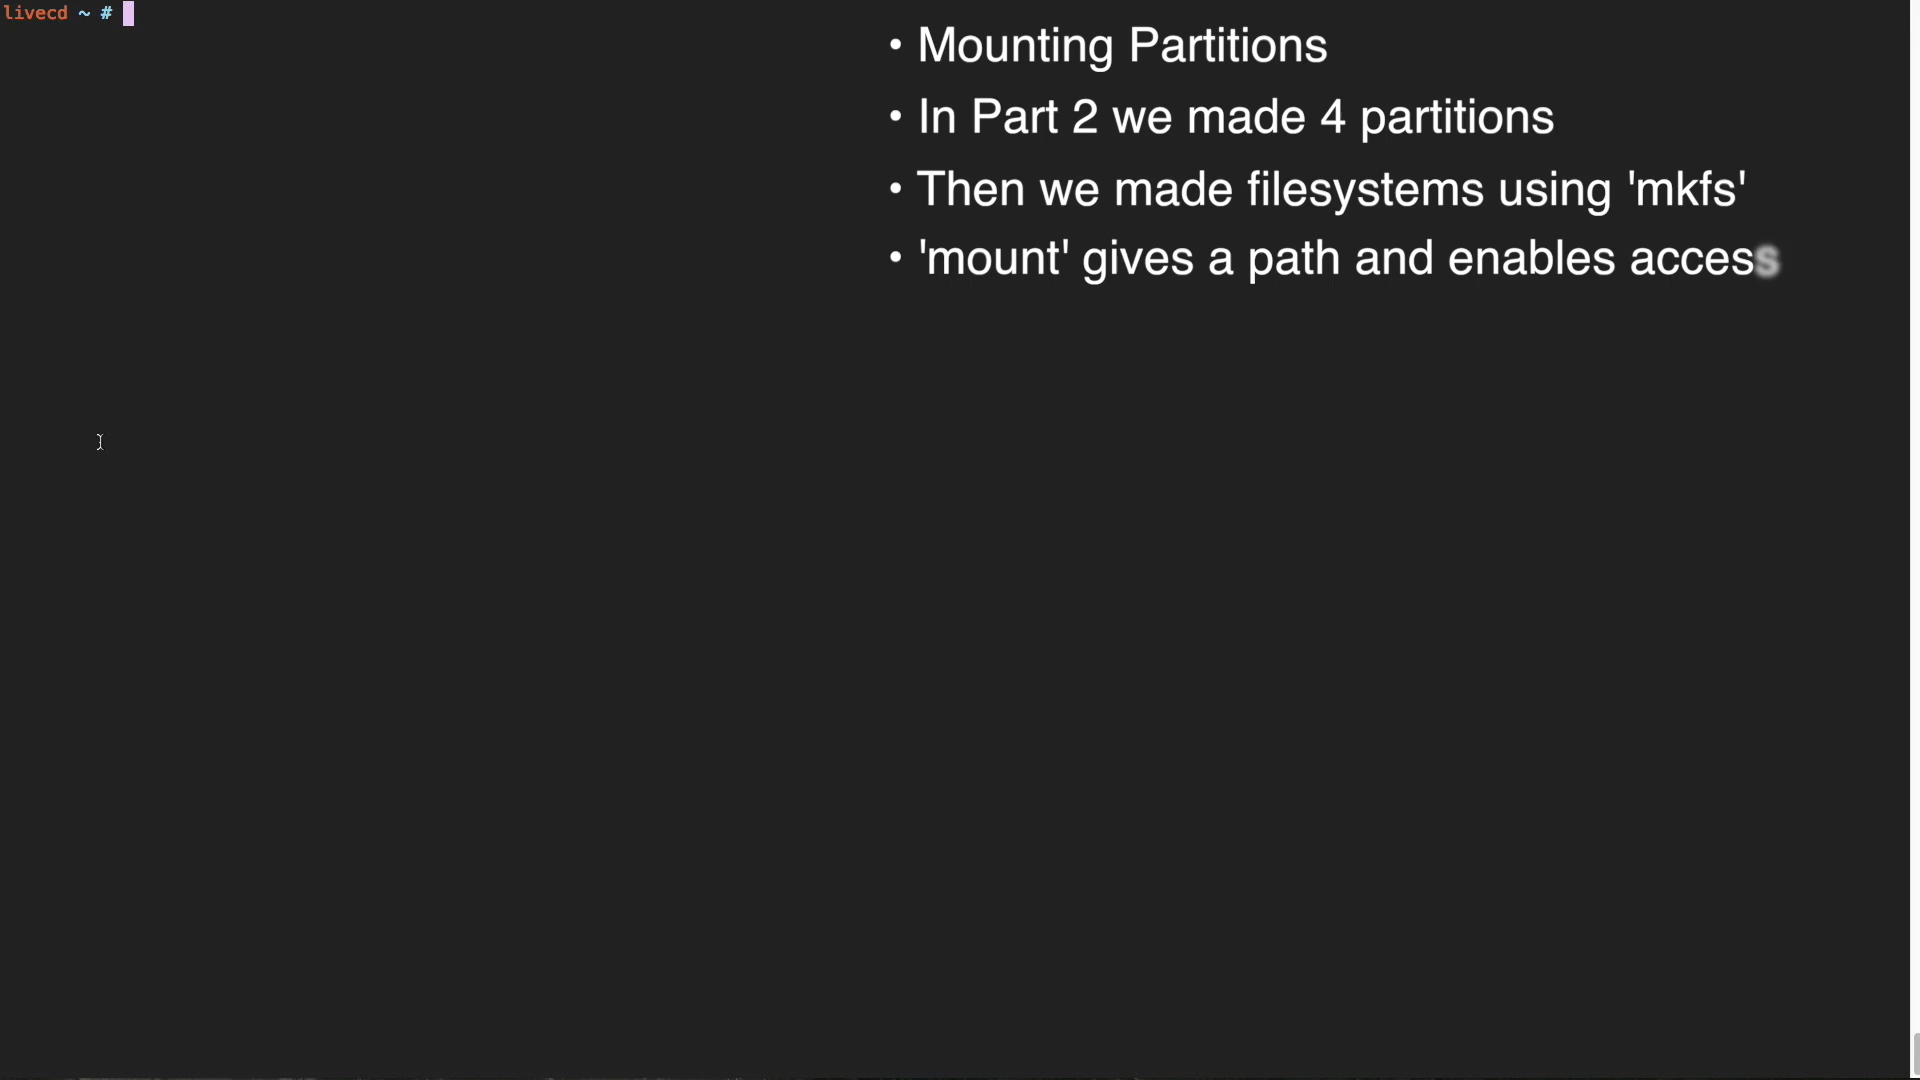 livecd ~ #
• Mounting Partitions
• In Part 2 we made 4 partitions
• Then we made filesystems using 'mkfs'
• 'mount' gives a path and enables access